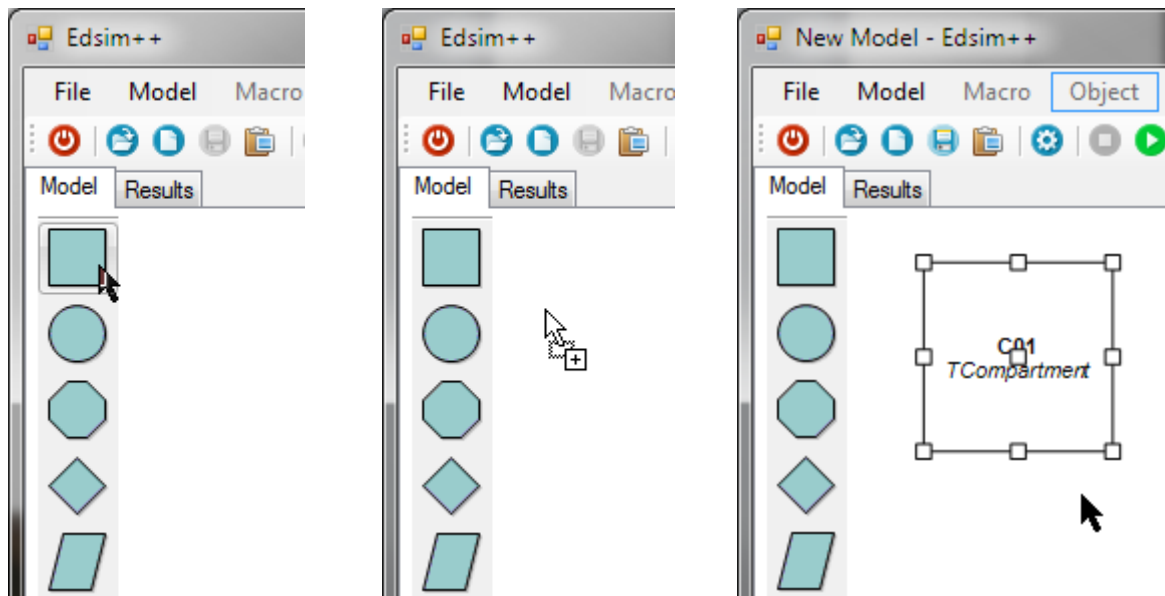 Edsim++
File Model Macro
Model Results
Edsim++
File Model Macro
Model Results
New Model - Edsim++
File Model Macro Object
Model Results
C01
TCompartment